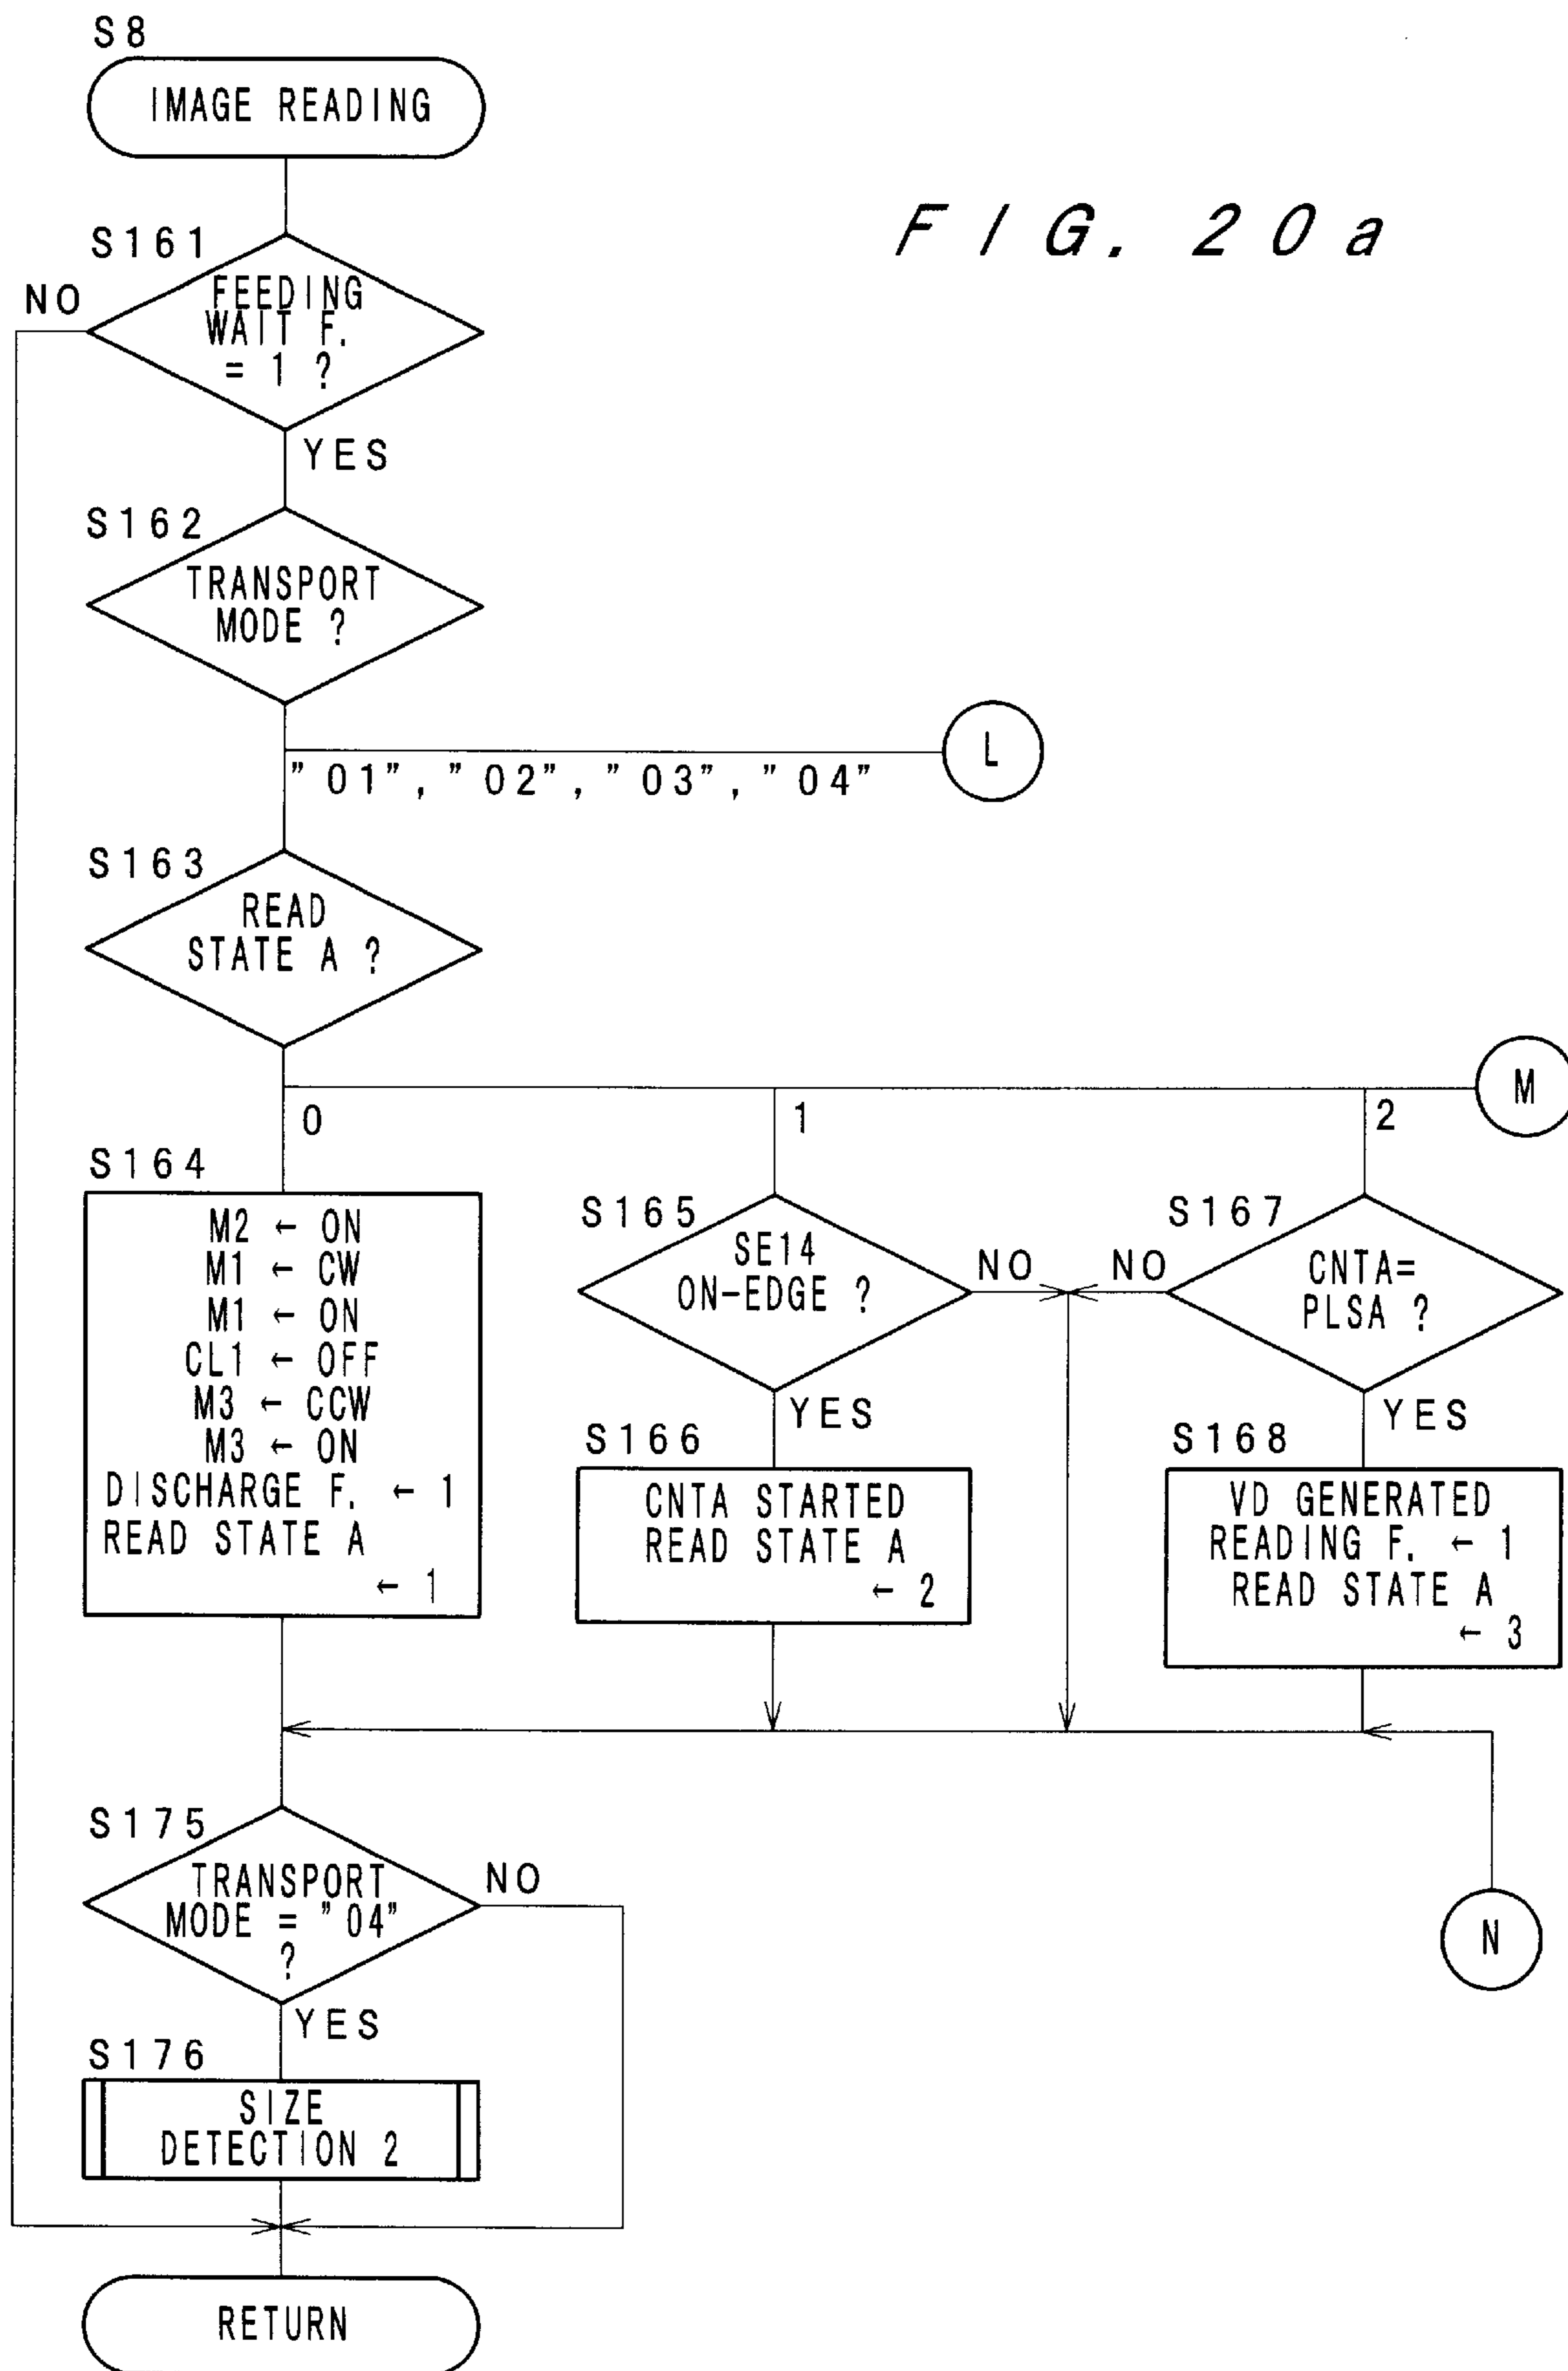 S8
IMAGE READING
FIG. 20a
S161
NO
FEEDING
WAIT F.
= 1 ?
YES
S162
TRANSPORT
MODE ?
L
"01", "02", "03", "04"
S163
READ
STATE A ?
M
0
1
2
S164
M2 ← ON
M1 ← CW
M1 ← ON
CL1 ← OFF
M3 ← CCW
M3 ← ON
DISCHARGE F. ← 1
READ STATE A
← 1
S165
SE14
ON-EDGE ?
NO
YES
S166
CNTA STARTED
READ STATE A
← 2
S167
NO
CNTA=
PLSA ?
YES
S168
VD GENERATED
READING F. ← 1
READ STATE A
← 3
S175
TRANSPORT
MODE = "04"
?
NO
N
YES
S176
SIZE
DETECTION 2
RETURN